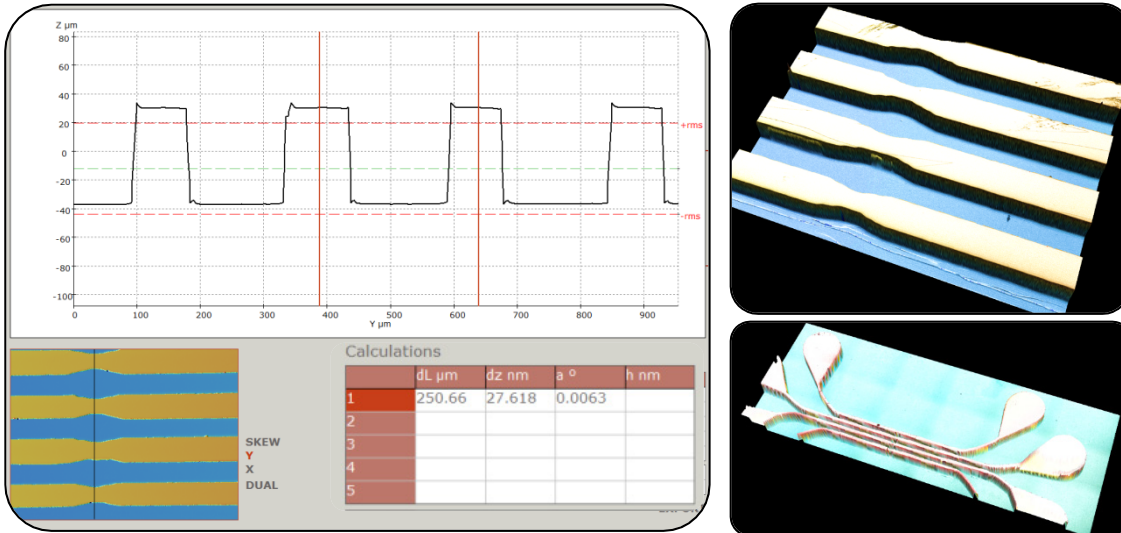 Z µm
80
60
40
20
0
-20
-40
-60
-80
-100
+rms
-rms
0 100 200 300 400 500 600 700 800 900
Y µm
Calculations
dL µm dz nm a º h nm
1 250.66 27.618 0.0063
2
3
4
5
SKEW
Y
X
DUAL